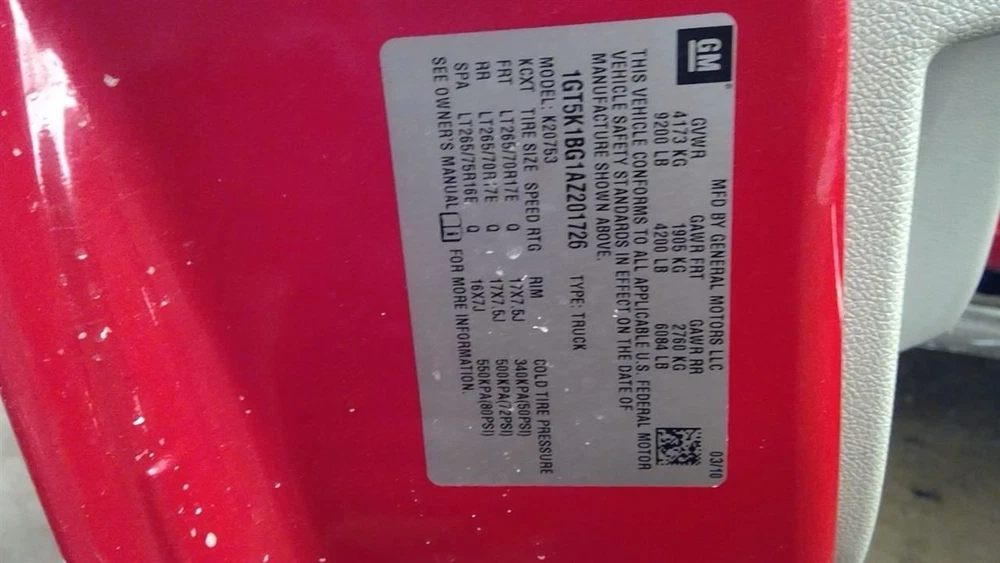 GM®
MFD BY GENERAL MOTORS LLC 03/10
GVWR GAWR FRT GAWR RR
4173 KG 1905 KG 2760 KG
9200 LB 4200 LB 6084 LB
THIS VEHICLE CONFORMS TO ALL APPLICABLE U.S. FEDERAL MOTOR
VEHICLE SAFETY STANDARDS IN EFFECT ON THE DATE OF
MANUFACTURE SHOWN ABOVE.
1GT5K1BG1AZ201726 TYPE: TRUCK
MODEL: K20753
KCXT TIRE SIZE SPEED RTG RIM COLD TIRE PRESSURE
FRT LT265/70R17E Q 17X7.5J 340KPA(50PSI)
RR LT265/70R17E Q 17X7.5J 500KPA(72PSI)
SPA LT265/75R16E Q 16X7J 550KPA(80PSI)
SEE OWNER'S MANUAL FOR MORE INFORMATION.